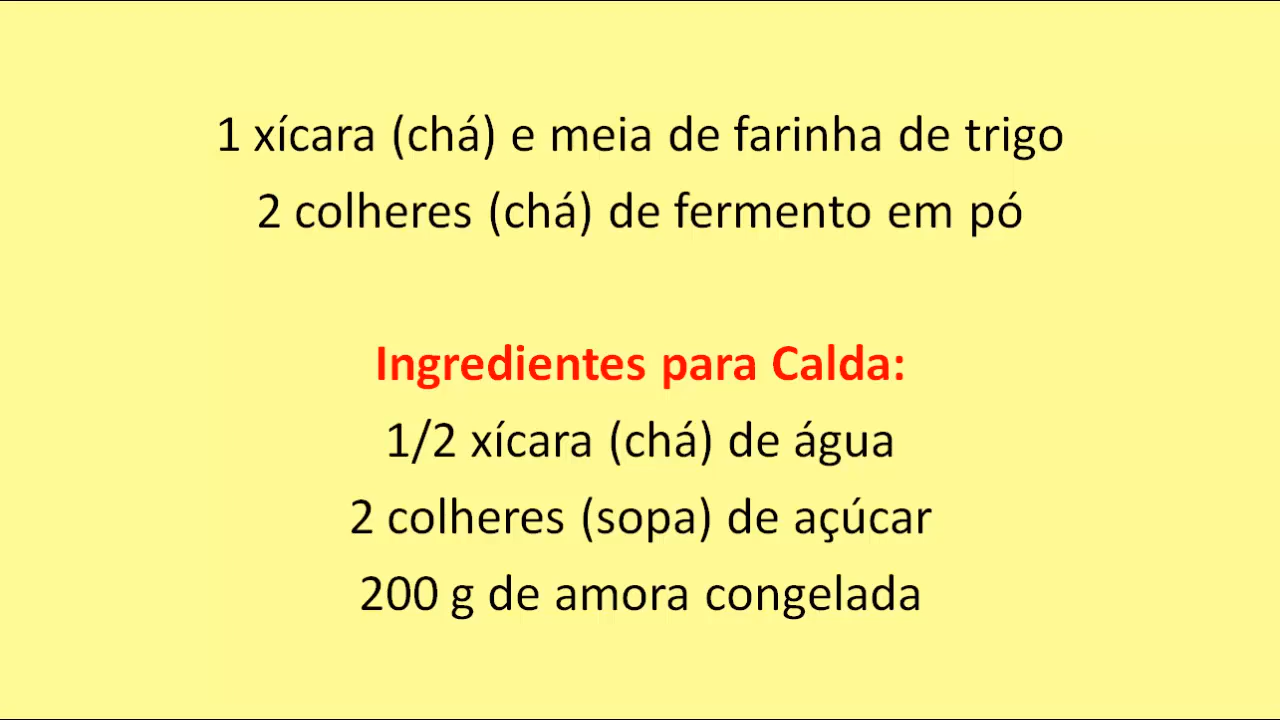 1 xícara (chá) e meia de farinha de trigo
2 colheres (chá) de fermento em pó
Ingredientes para Calda:
1/2 xícara (chá) de água
2 colheres (sopa) de açúcar
200 g de amora congelada